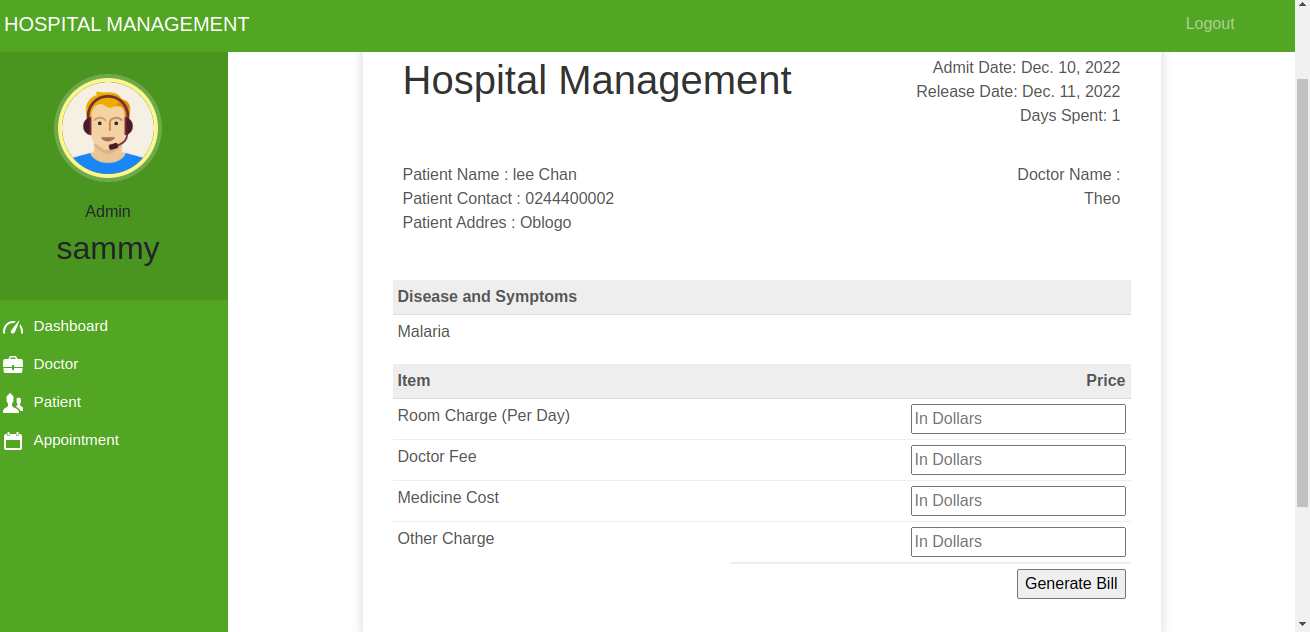 HOSPITAL MANAGEMENT
Logout
Admin
sammy
Dashboard
Doctor
Patient
Appointment
Hospital Management
Admit Date: Dec. 10, 2022
Release Date: Dec. 11, 2022
Days Spent: 1
Patient Name : lee Chan
Patient Contact : 0244400002
Patient Addres : Oblogo
Doctor Name :
Theo
Disease and Symptoms
Malaria
Item Price
Room Charge (Per Day) In Dollars
Doctor Fee In Dollars
Medicine Cost In Dollars
Other Charge In Dollars
Generate Bill